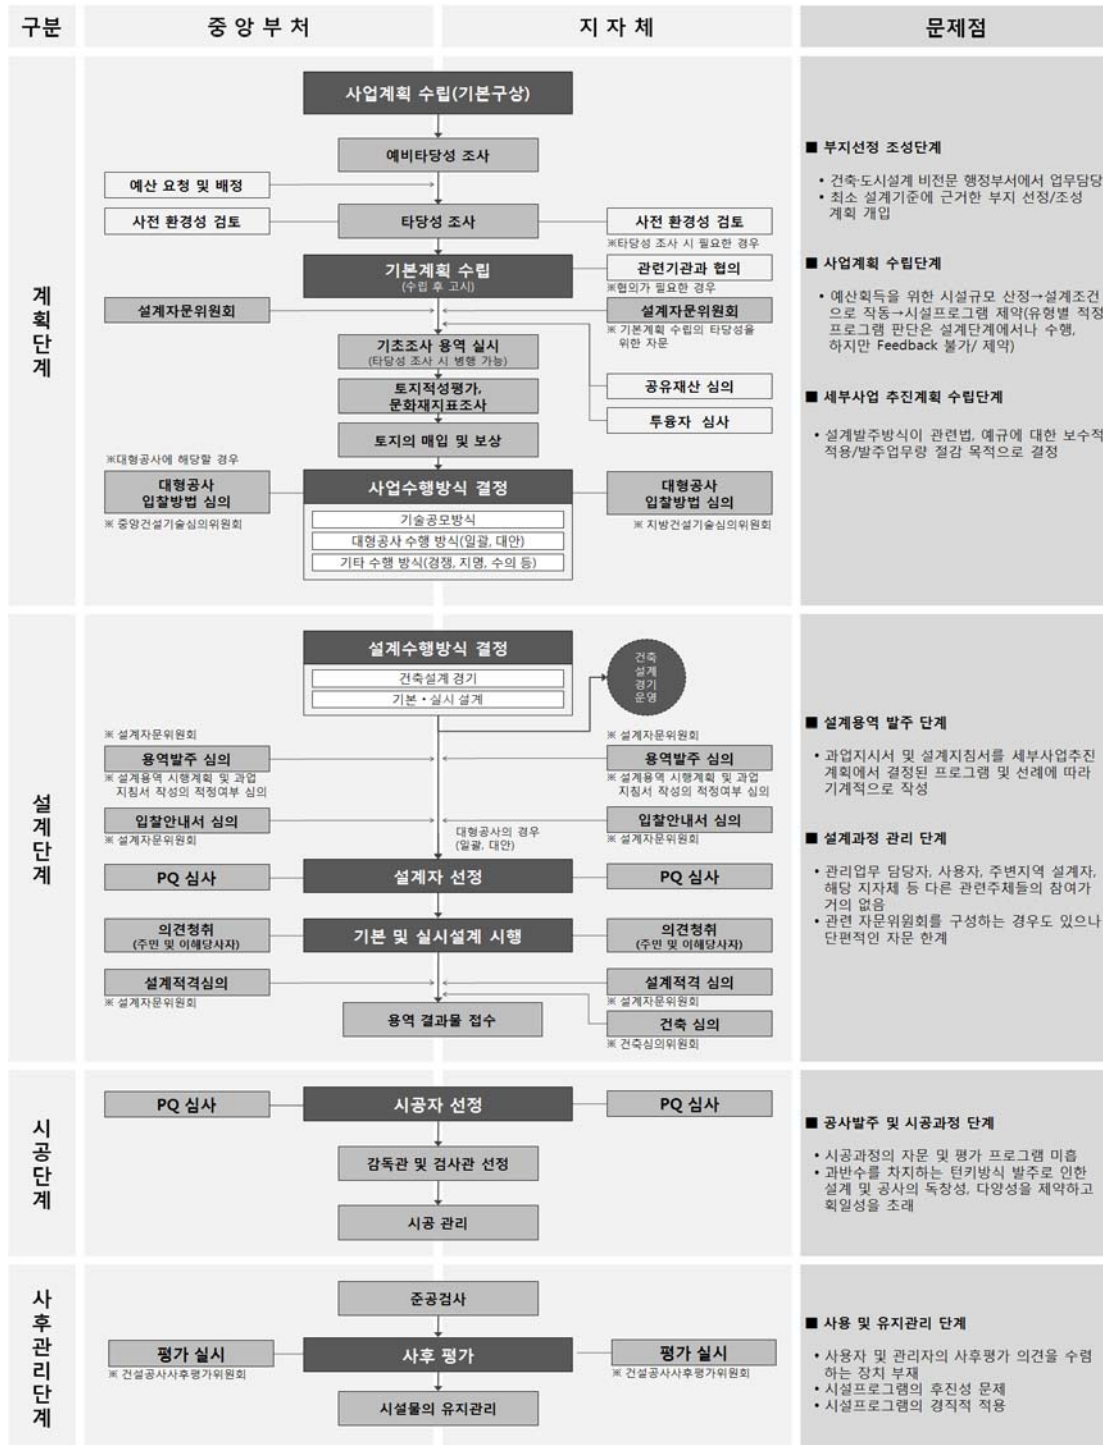 구분
중 앙 부 처
지 자 체
문제점
계획단계
사업계획 수립(기본구상)
예비타당성 조사
예산 요청 및 배정
사전 환경성 검토
타당성 조사
사전 환경성 검토
※타당성 조사 시 필요한 경우
기본계획 수립
(수립 후 고시)
관련기관과 협의
※협의가 필요한 경우
설계자문위원회
설계자문위원회
※ 기본계획 수립의 타당성을
위한 자문
기초조사 용역 실시
(타당성 조사 시 병행 가능)
공유재산 심의
토지적성평가,
문화재지표조사
투융자 심사
토지의 매입 및 보상
※대형공사에 해당할 경우
대형공사
입찰방법 심의
※ 중앙건설기술심의위원회
사업수행방식 결정
기술공모방식
대형공사 수행 방식(일괄, 대안)
기타 수행 방식(경쟁, 지명, 수의 등)
대형공사
입찰방법 심의
※ 지방건설기술심의위원회
■ 부지선정 조성단계
• 건축·도시설계 비전문 행정부서에서 업무담당
• 최소 설계기준에 근거한 부지 선정/조성
계획 개입
■ 사업계획 수립단계
• 예산획득을 위한 시설규모 산정→설계조건
으로 작동→시설프로그램 제약(유형별 적정
프로그램 판단은 설계단계에서나 수행,
하지만 Feedback 불가/ 제약)
■ 세부사업 추진계획 수립단계
• 설계발주방식이 관련법, 예규에 대한 보수적
적용/발주업무량 절감 목적으로 결정
설계단계
설계수행방식 결정
건축설계 경기
기본 • 실시 설계
건축
설계
경기
운영
※ 설계자문위원회
용역발주 심의
※ 설계용역 시행계획 및 과업
지침서 작성의 적정여부 심의
※ 설계자문위원회
용역발주 심의
※ 설계용역 시행계획 및 과업
지침서 작성의 적정여부 심의
입찰안내서 심의
※ 설계자문위원회
대형공사의 경우
(일괄, 대안)
입찰안내서 심의
※ 설계자문위원회
PQ 심사
설계자 선정
PQ 심사
의견청취
(주민 및 이해당사자)
기본 및 실시설계 시행
의견청취
(주민 및 이해당사자)
설계적격심의
※ 설계자문위원회
설계적격 심의
※ 설계자문위원회
용역 결과물 접수
건축 심의
※ 건축심의위원회
■ 설계용역 발주 단계
• 과업지시서 및 설계지침서를 세부사업추진
계획에서 결정된 프로그램 및 선례에 따라
기계적으로 작성
■ 설계과정 관리 단계
• 관리업무 담당자, 사용자, 주변지역 설계자,
해당 지자체 등 다른 관련주체들의 참여가
거의 없음
• 관련 자문위원회를 구성하는 경우도 있으나
단편적인 자문 한계
시공단계
PQ 심사
시공자 선정
PQ 심사
감독관 및 검사관 선정
시공 관리
■ 공사발주 및 시공과정 단계
• 시공과정의 자문 및 평가 프로그램 미흡
• 과반수를 차지하는 턴키방식 발주로 인한
설계 및 공사의 독창성, 다양성을 제약하고
획일성을 초래
사후관리단계
준공검사
평가 실시
※ 건설공사사후평가위원회
사후 평가
평가 실시
※ 건설공사사후평가위원회
시설물의 유지관리
■ 사용 및 유지관리 단계
• 사용자 및 관리자의 사후평가 의견을 수렴
하는 장치 부재
• 시설프로그램의 후진성 문제
• 시설프로그램의 경직적 적용